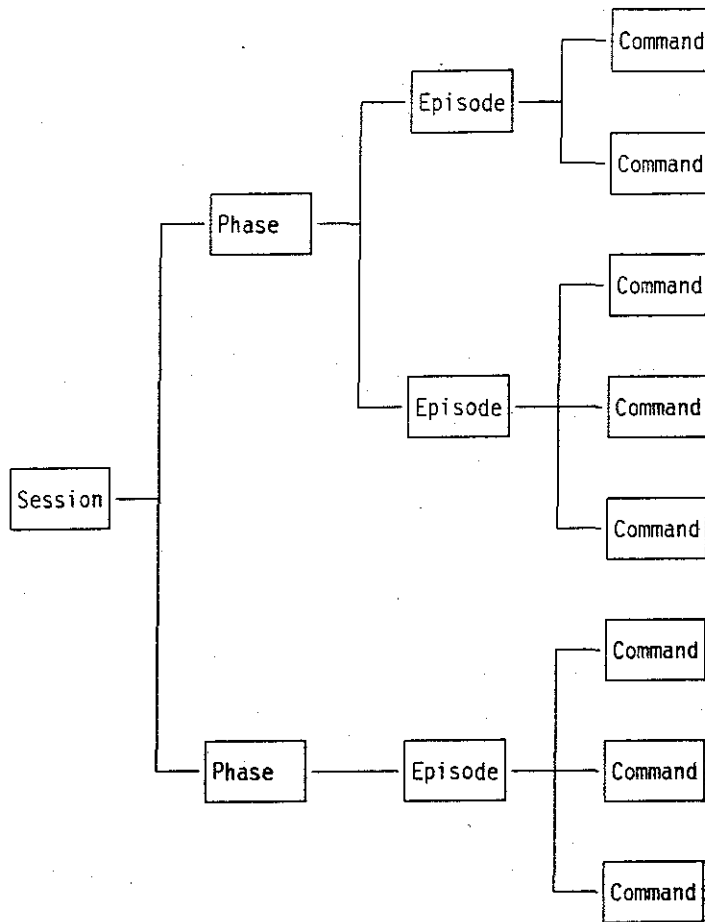 Command
Episode
Command
Phase
Command
Episode
Command
Session
Command
Command
Phase
Episode
Command
Command